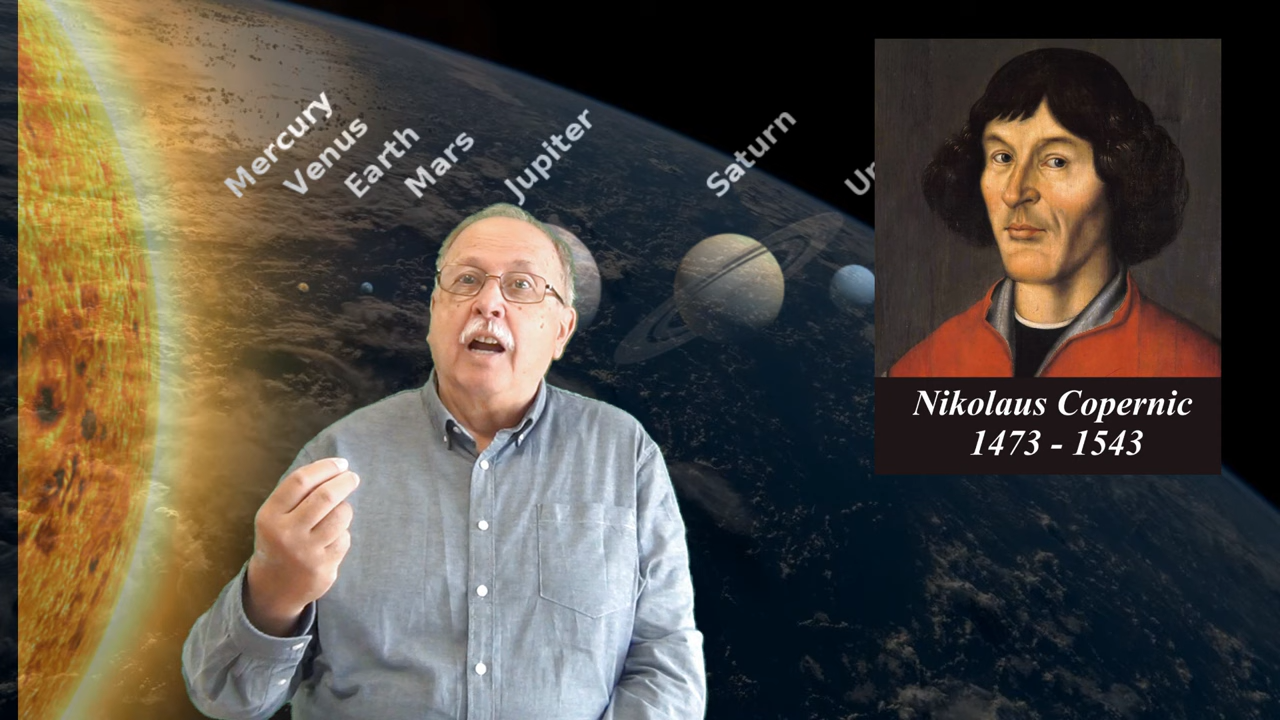 Mercury
Venus
Earth
Mars
Jupiter
Saturn
Nikolaus Copernic
1473 - 1543